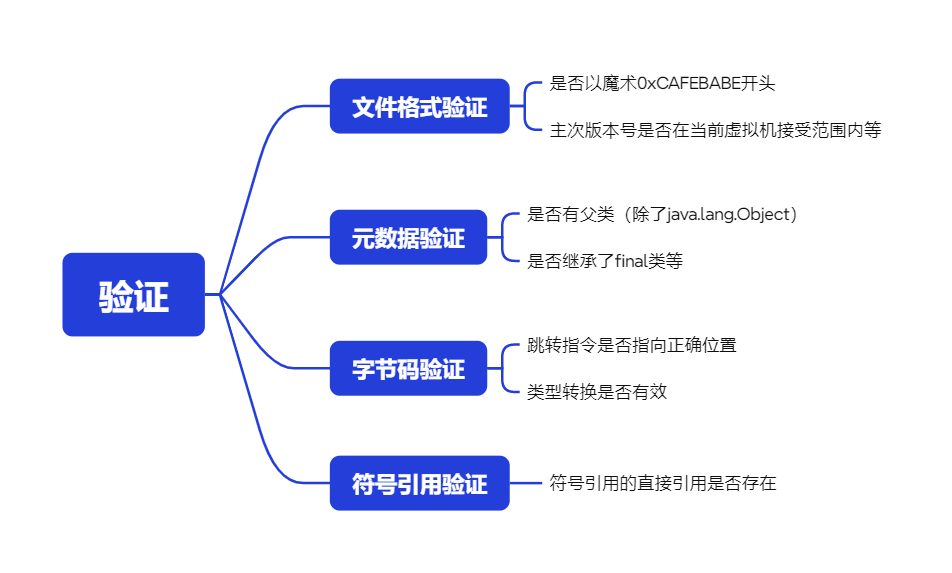 验证
文件格式验证
是否以魔术0xCAFEBABE开头
主次版本号是否在当前虚拟机接受范围内等
元数据验证
是否有父类（除了java.lang.Object）
是否继承了final类等
字节码验证
跳转指令是否指向正确位置
类型转换是否有效
符号引用验证
符号引用的直接引用是否存在